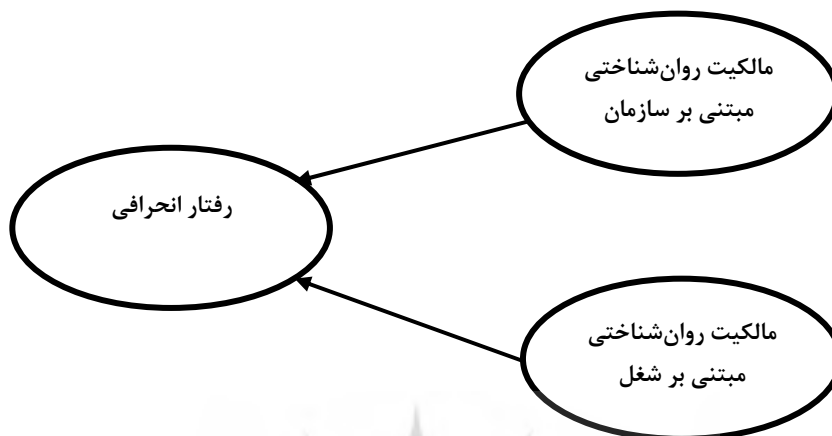 مالکیت روان‌شناختی
مبتنی بر سازمان
رفتار انحرافی
مالکیت روان‌شناختی
مبتنی بر شغل